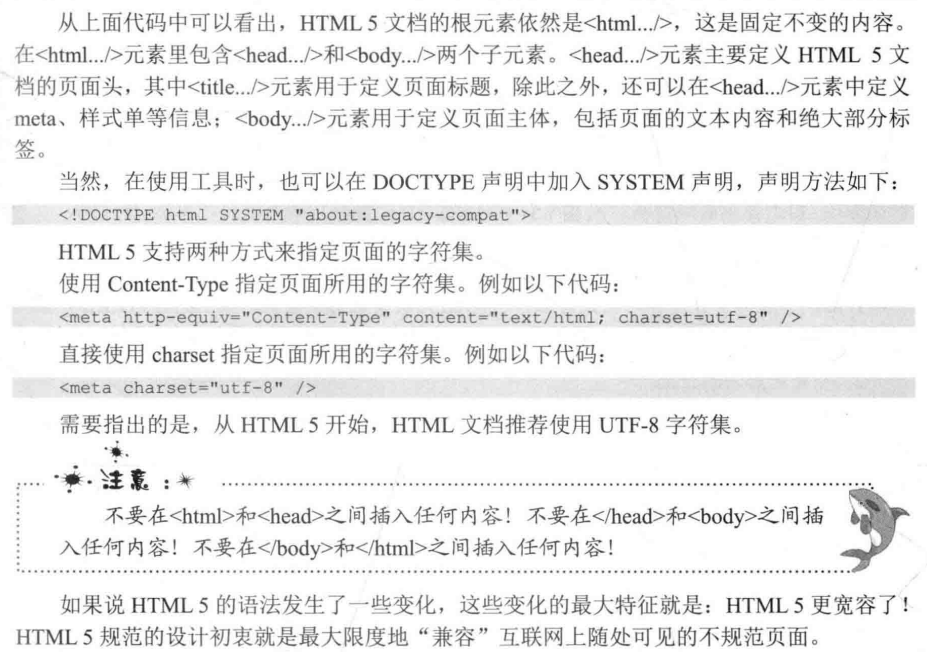 从上面代码中可以看出，HTML 5 文档的根元素依然是<html.../>，这是固定不变的内容。
在<html.../>元素里包含<head.../>和<body.../>两个子元素。<head.../>元素主要定义 HTML 5 文
档的页面头，其中<title.../>元素用于定义页面标题，除此之外，还可以在<head.../>元素中定义
meta、样式单等信息；<body.../>元素用于定义页面主体，包括页面的文本内容和绝大部分标
签。
当然，在使用工具时，也可以在 DOCTYPE 声明中加入 SYSTEM 声明，声明方法如下：
<!DOCTYPE html SYSTEM "about:legacy-compat">
HTML 5 支持两种方式来指定页面的字符集。
使用 Content-Type 指定页面所用的字符集。例如以下代码：
<meta http-equiv="Content-Type" content="text/html; charset=utf-8" />
直接使用 charset 指定页面所用的字符集。例如以下代码：
<meta charset="utf-8" />
需要指出的是，从 HTML 5 开始，HTML 文档推荐使用 UTF-8 字符集。
注意：
不要在<html>和<head>之间插入任何内容！不要在</head>和<body>之间插
入任何内容！不要在</body>和</html>之间插入任何内容！
如果说 HTML 5 的语法发生了一些变化，这些变化的最大特征就是：HTML 5 更宽容了！
HTML 5 规范的设计初衷就是最大限度地“兼容”互联网上随处可见的不规范页面。